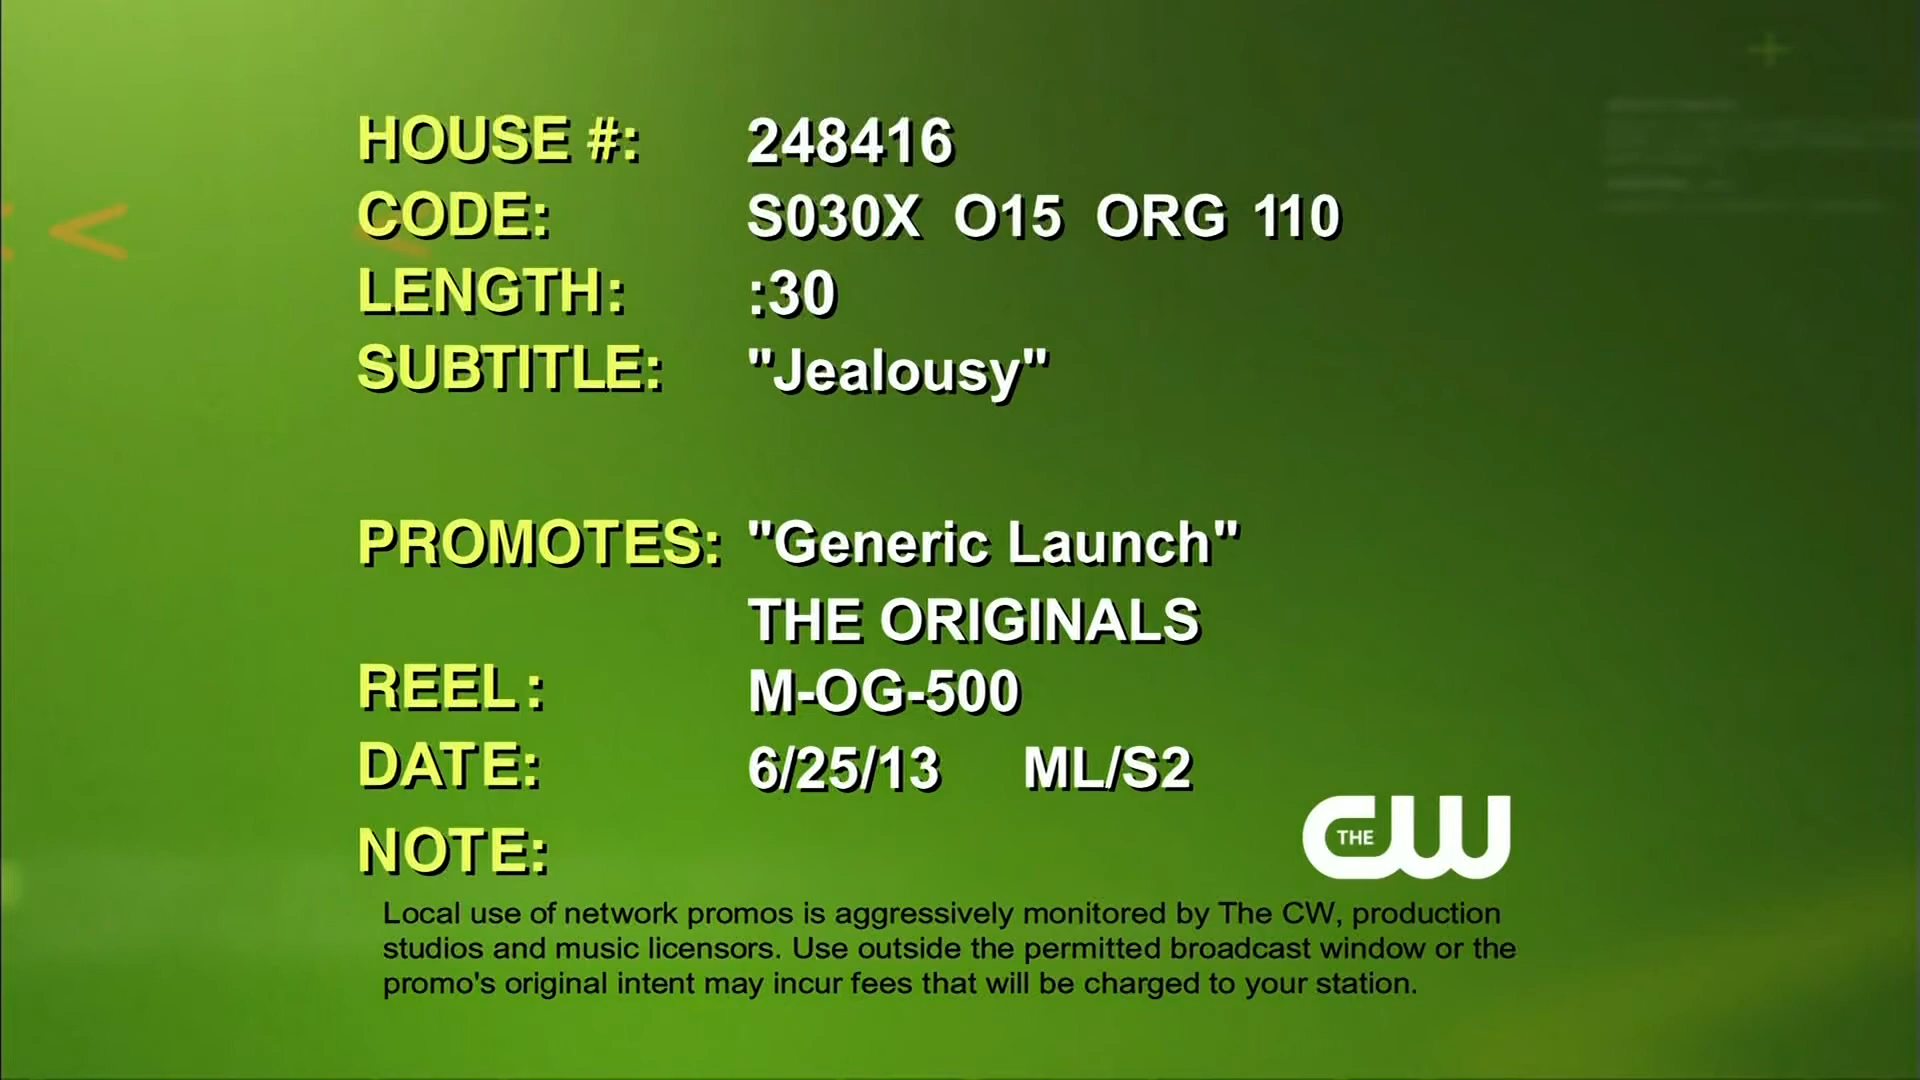 HOUSE #: 248416
CODE: S030X O15 ORG 110
LENGTH: :30
SUBTITLE: "Jealousy"
PROMOTES: "Generic Launch"
THE ORIGINALS
REEL: M-OG-500
DATE: 6/25/13 ML/S2
NOTE:
THE CW
Local use of network promos is aggressively monitored by The CW, production
studios and music licensors. Use outside the permitted broadcast window or the
promo's original intent may incur fees that will be charged to your station.